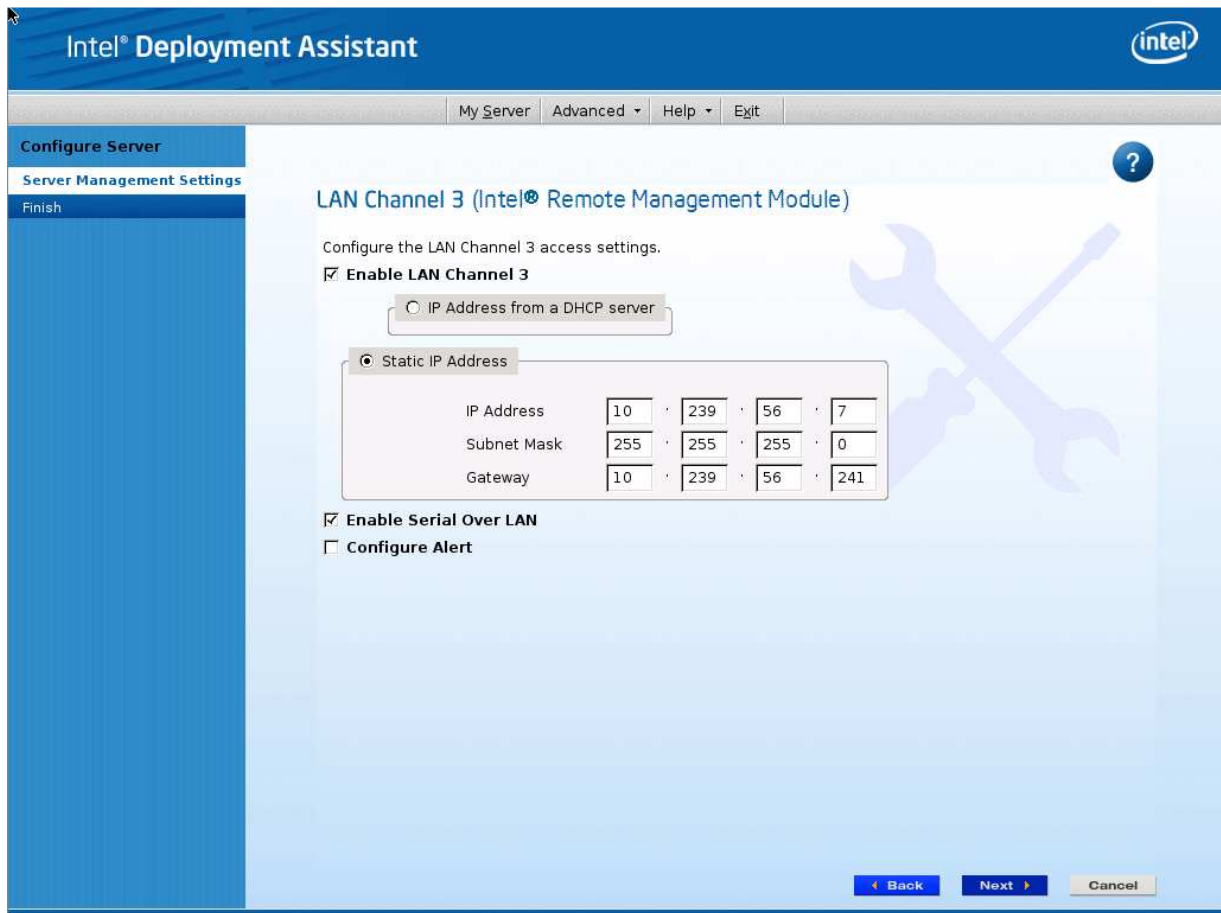 Intel® Deployment Assistant
intel
My Server Advanced Help Exit
Configure Server
Server Management Settings
Finish
?
LAN Channel 3 (Intel® Remote Management Module)
Configure the LAN Channel 3 access settings.
Enable LAN Channel 3
IP Address from a DHCP server
Static IP Address
IP Address 10 . 239 . 56 . 7
Subnet Mask 255 . 255 . 255 . 0
Gateway 10 . 239 . 56 . 241
Enable Serial Over LAN
Configure Alert
Back Next Cancel